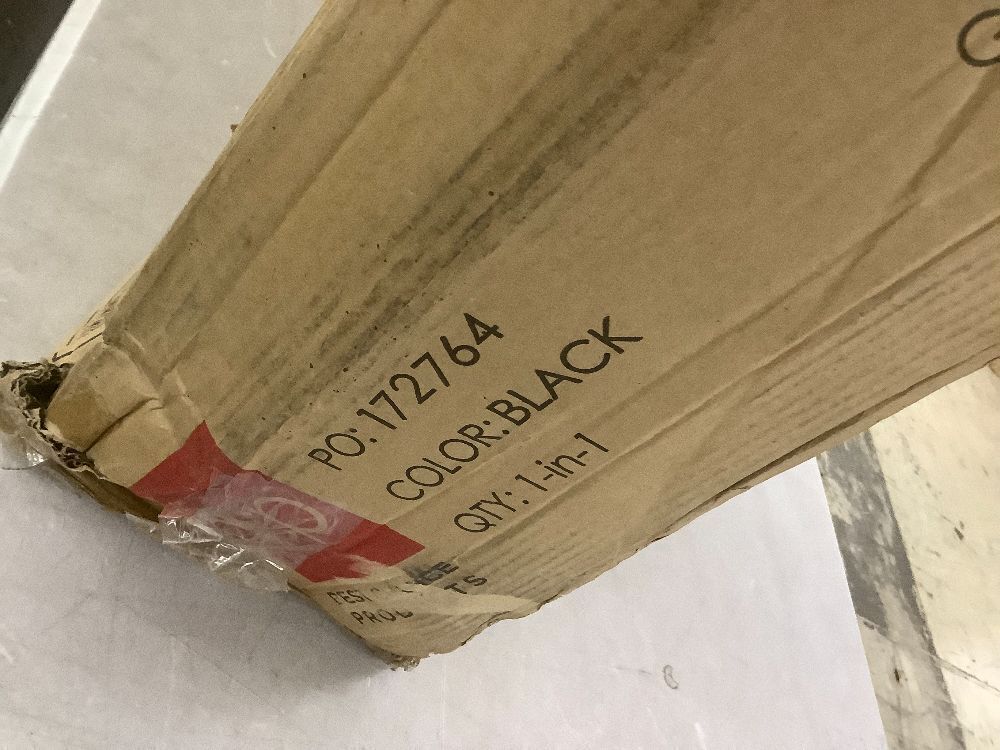 PO: 172764
COLOR: BLACK
QTY: 1-in-1